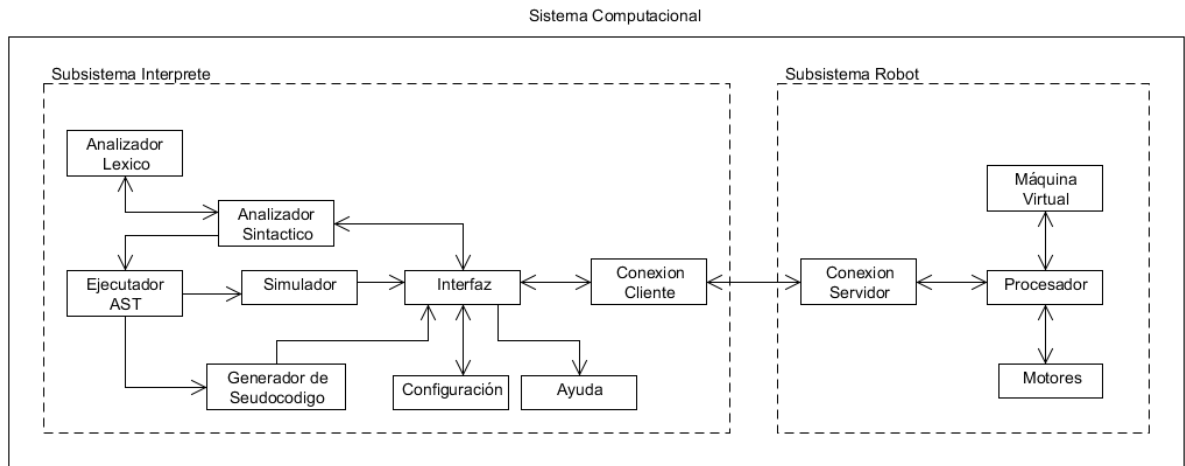 Sistema Computacional
Subsistema Interprete
Subsistema Robot
Analizador
Lexico
Máquina
Virtual
Analizador
Sintactico
Ejecutador
AST
Simulador
Interfaz
Conexion
Cliente
Conexion
Servidor
Procesador
Generador de
Seudocodigo
Configuración
Ayuda
Motores